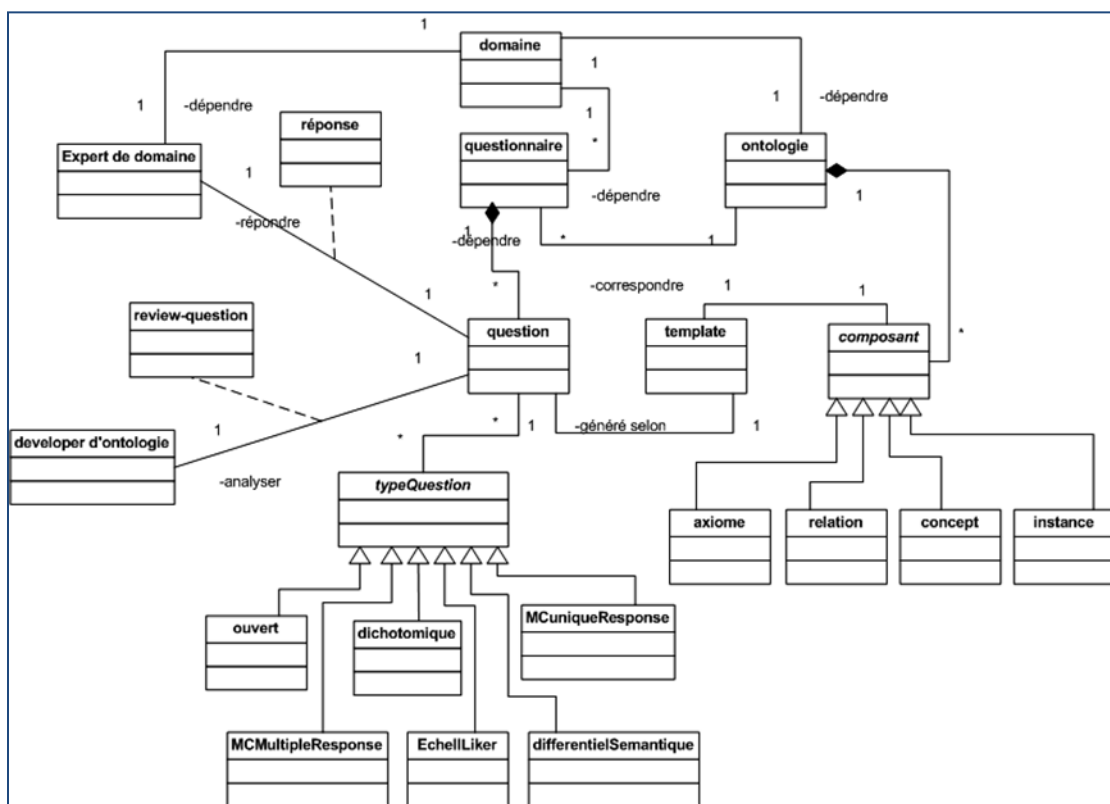 1
domaine
1
1
-dépendre
1
-dépendre
1
réponse
1
questionnaire
*
ontologie
Expert de domaine
1
-dépendre
1
-répondre
1
-dépendre
*
1
*
-correspondre
1
1
1
review-question
question
template
composant
*
1
1
developer d'ontologie
*
*
1
-généré selon
1
-analyser
typeQuestion
axiome
relation
concept
instance
MCuniqueResponse
ouvert
dichotomique
MCMultipleResponse
EchellLiker
differentielSemantique